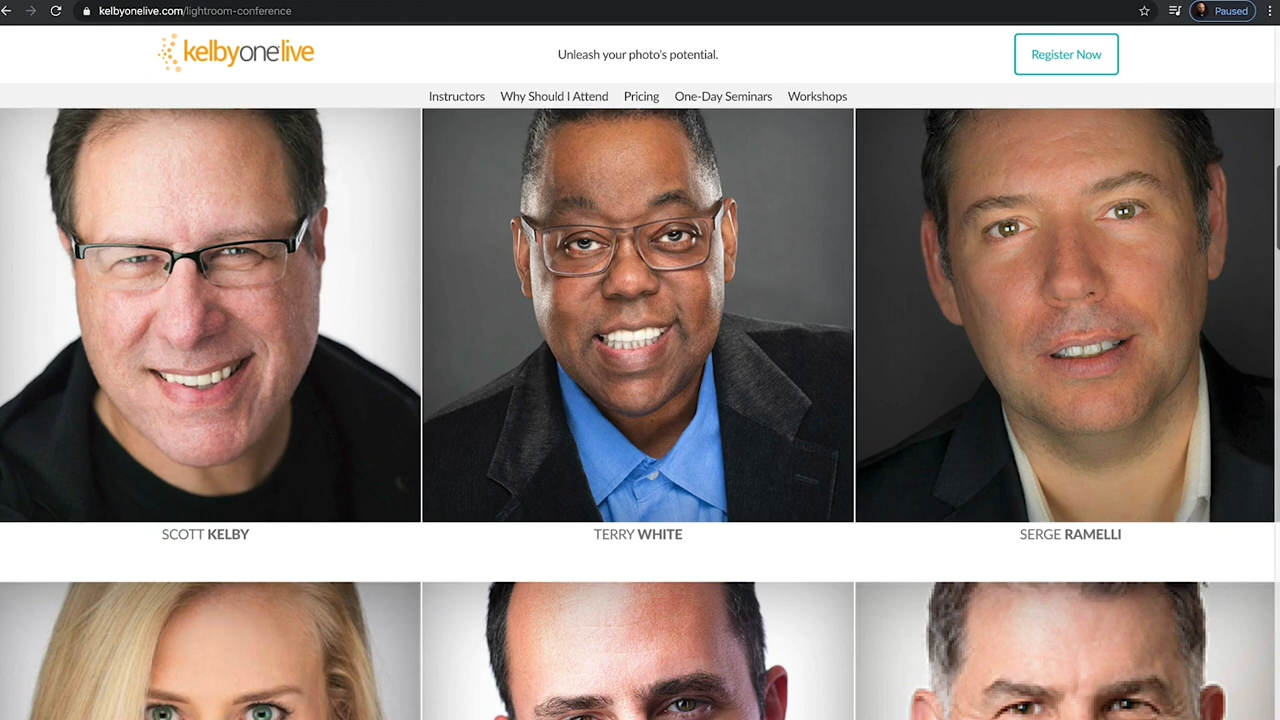 kelbyonelive.com/lightroom-conference
Paused
kelbyonelive
Unleash your photo's potential.
Register Now
Instructors Why Should I Attend Pricing One-Day Seminars Workshops
SCOTT KELBY
TERRY WHITE
SERGE RAMELLI